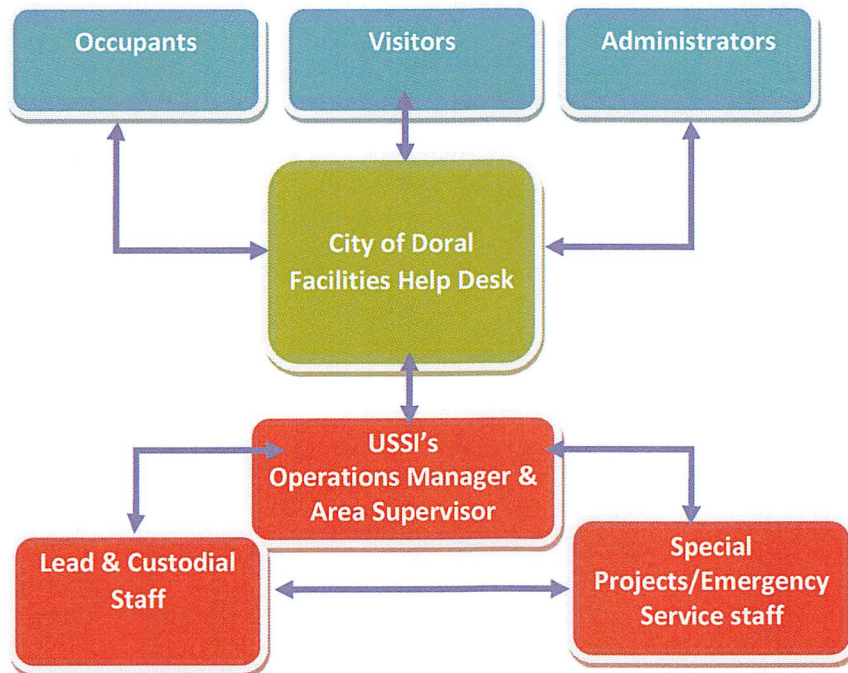 Occupants
Visitors
Administrators
City of Doral
Facilities Help Desk
USSI's
Operations Manager &
Area Supervisor
Lead & Custodial
Staff
Special
Projects/Emergency
Service staff